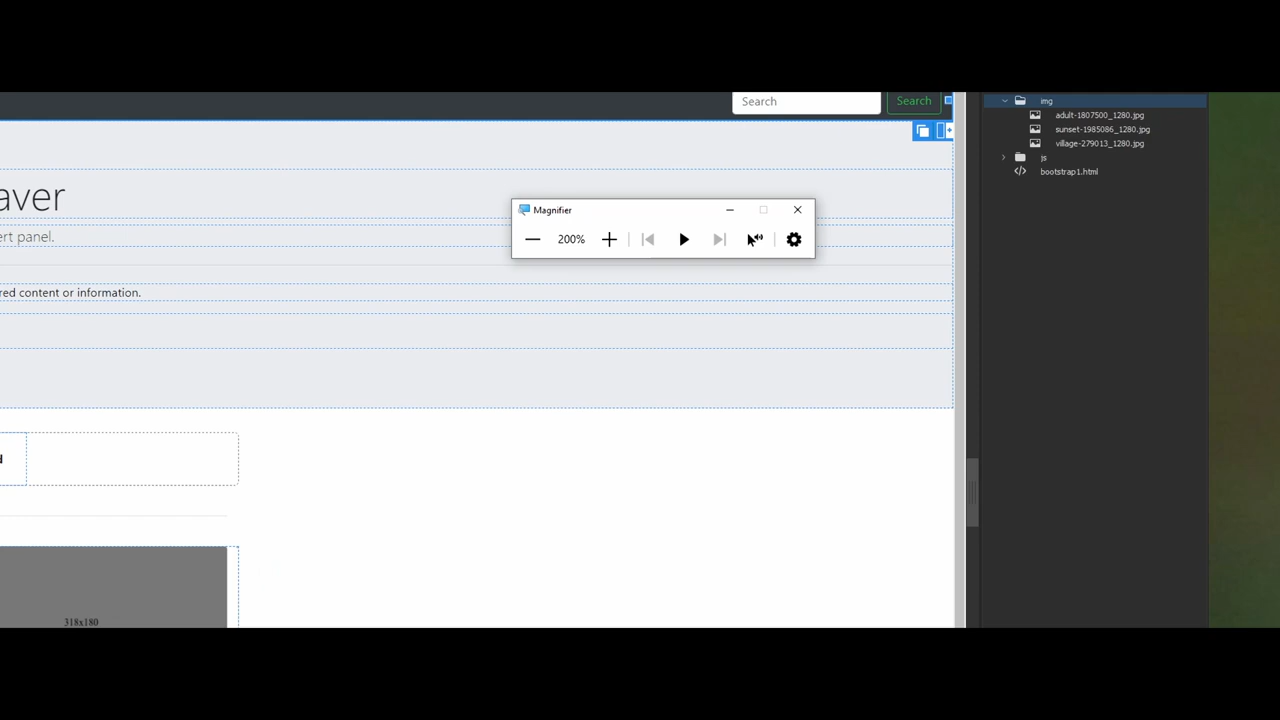 Search
Search
img
adult-1807500_1280.jpg
sunset-1985086_1280.jpg
village-279013_1280.jpg
js
bootstrap1.html
aver
Magnifier
200%
ert panel.
red content or information.
d
318x180